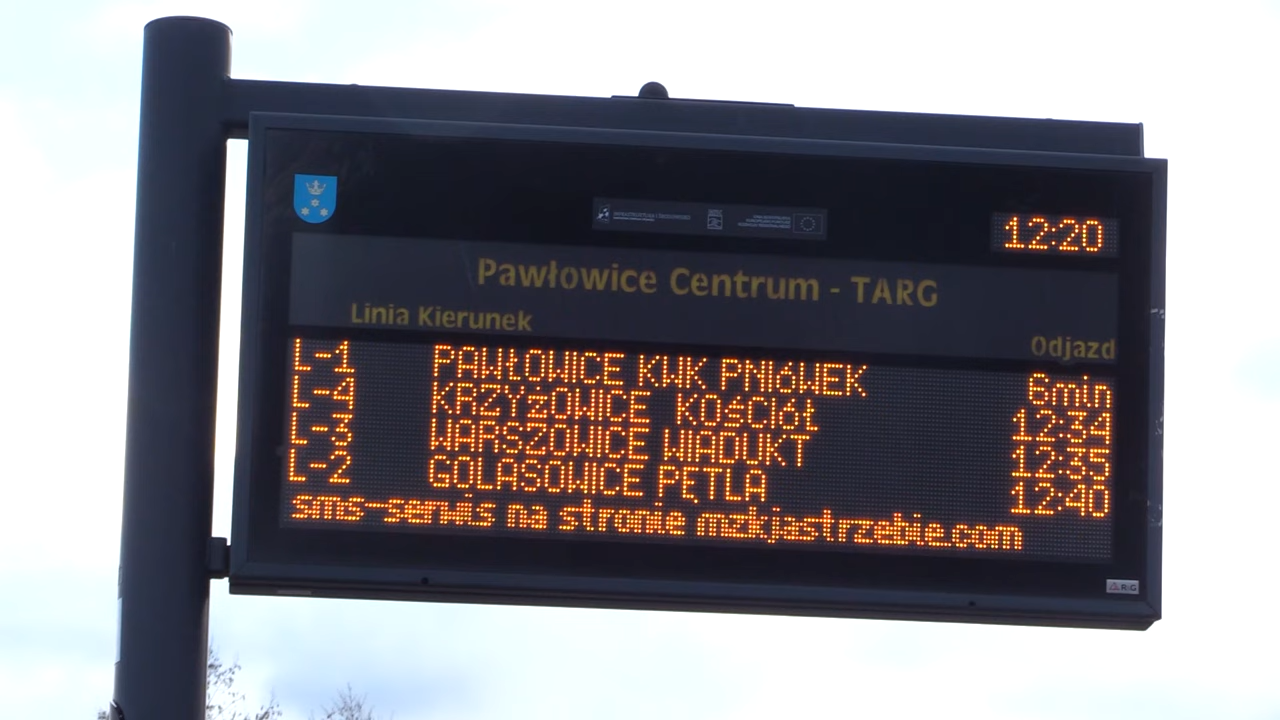 12:20
Pawłowice Centrum - TARG
Linia Kierunek Odjazd
L-1 PAWŁOWICE KWK PNIóWEK 6min
L-4 KRZYżOWICE KOśCIół 12:34
L-3 WARSZOWICE WIADUKT 12:35
L-2 GOLASOWICE PĘTLA 12:40
sms-serwis na stronie mzkjastrzebie.com